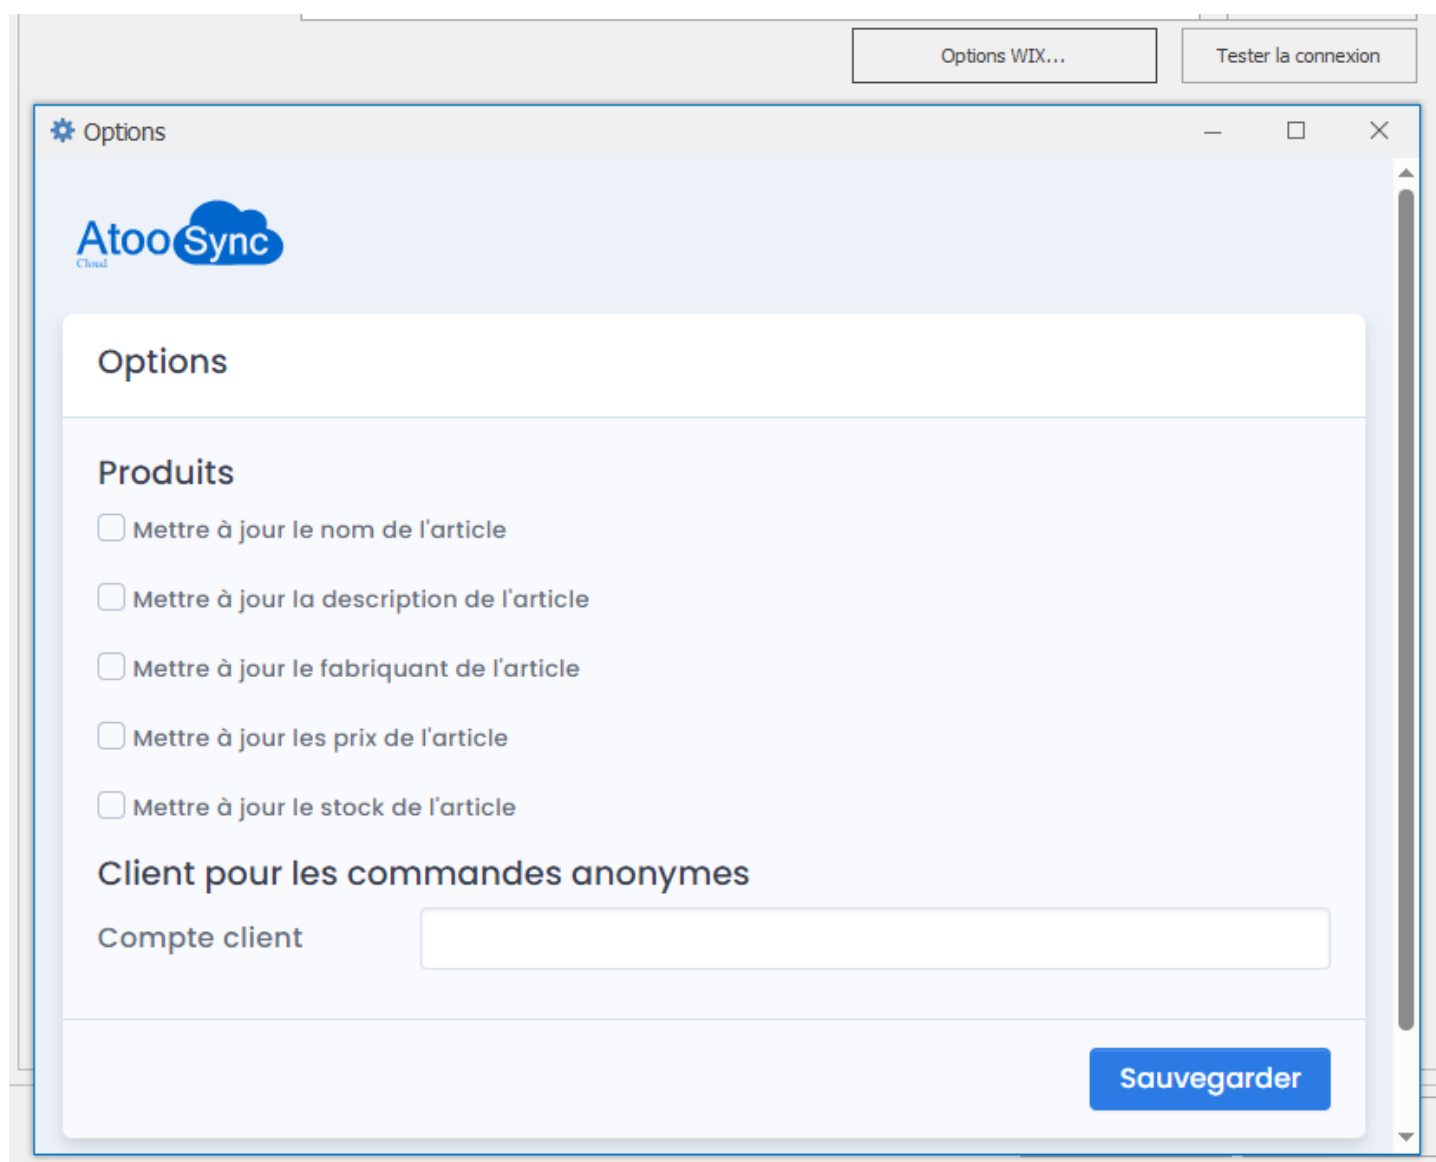 Options WIX...
Tester la connexion
Options
Atoo Sync
Cloud
Options
Produits
Mettre à jour le nom de l'article
Mettre à jour la description de l'article
Mettre à jour le fabriquant de l'article
Mettre à jour les prix de l'article
Mettre à jour le stock de l'article
Client pour les commandes anonymes
Compte client
Sauvegarder